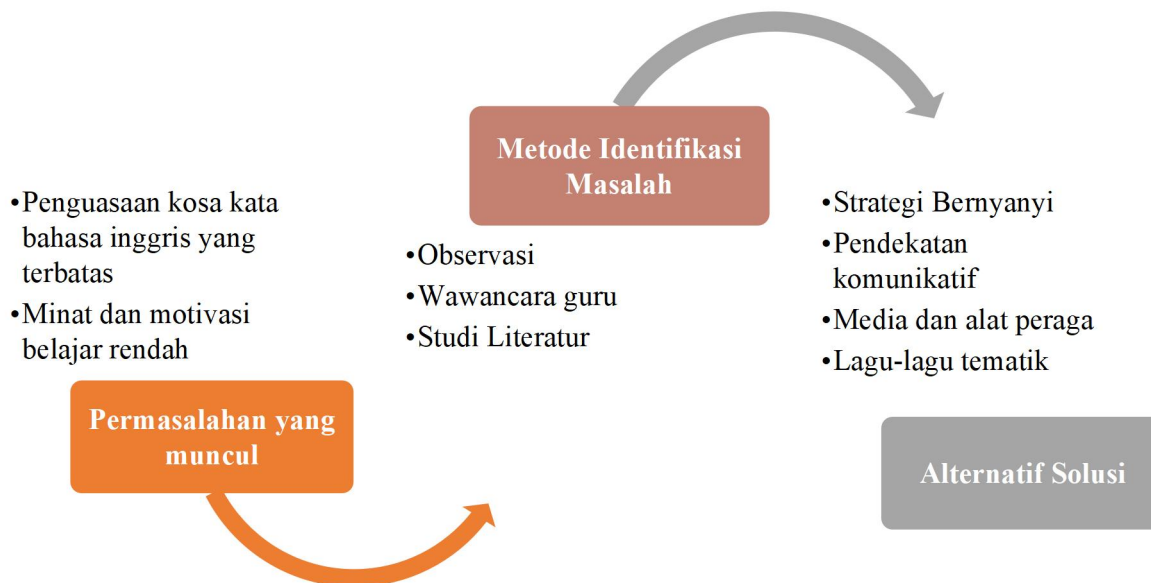 •Penguasaan kosa kata
bahasa inggris yang
terbatas
•Minat dan motivasi
belajar rendah
Permasalahan yang
muncul
Metode Identifikasi
Masalah
•Observasi
•Wawancara guru
•Studi Literatur
•Strategi Bernyanyi
•Pendekatan
komunikatif
•Media dan alat peraga
•Lagu-lagu tematik
Alternatif Solusi